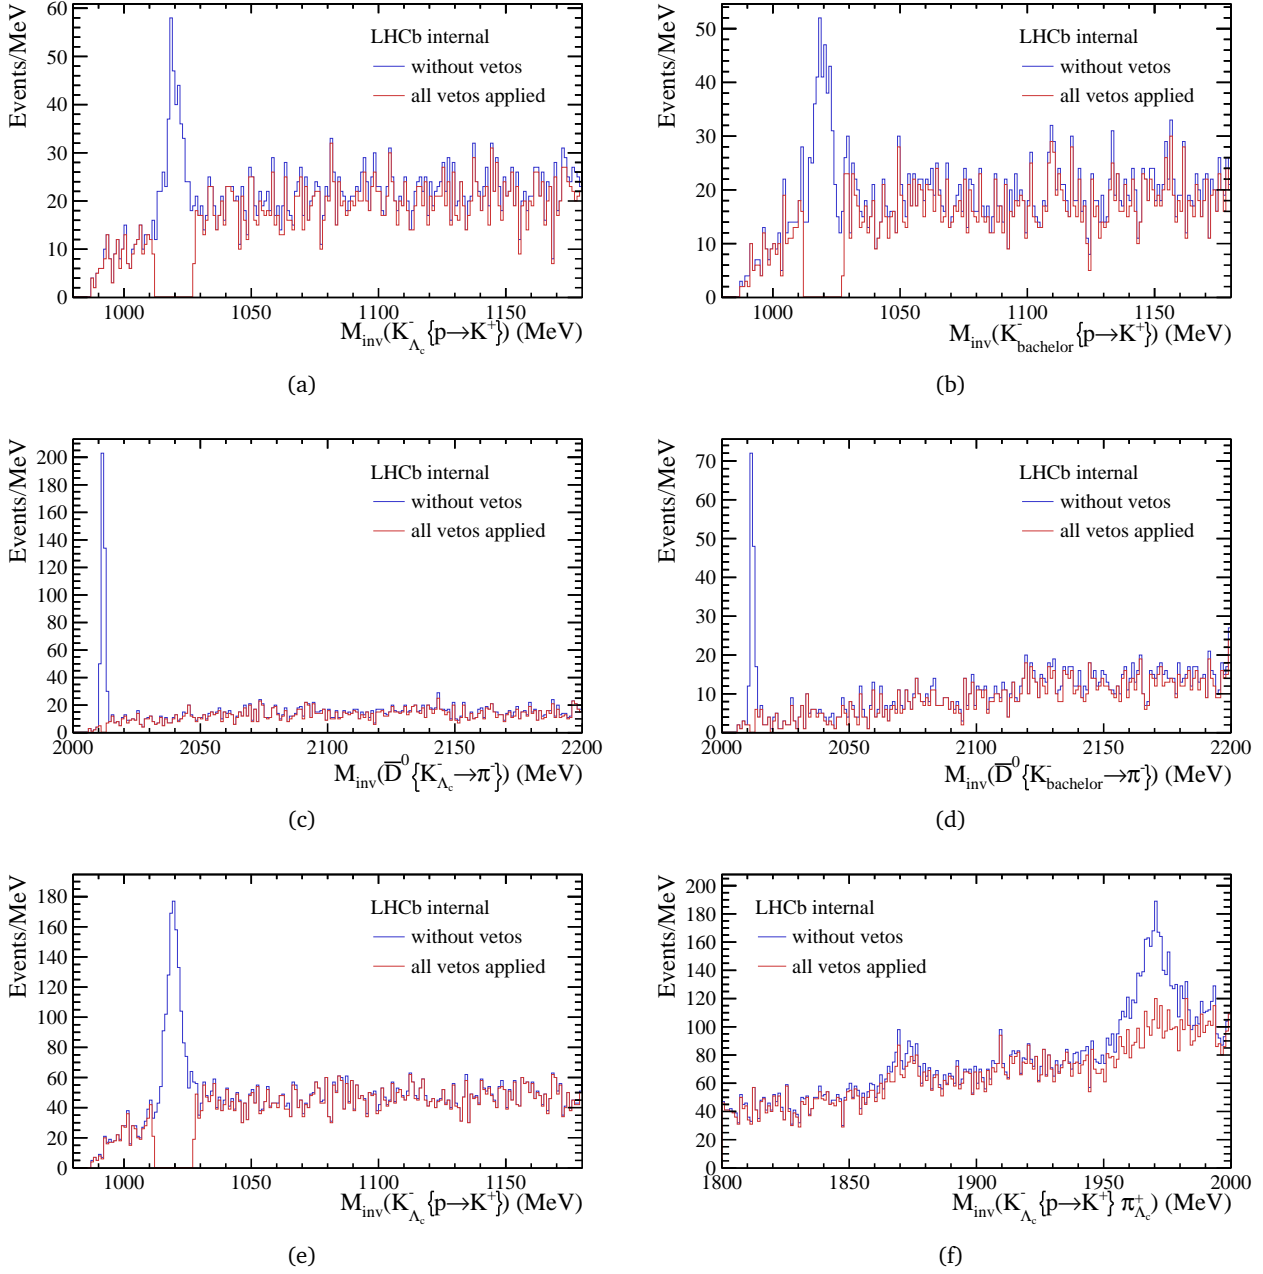 Events/MeV
60
50
40
30
20
10
0
LHCb internal
without vetos
all vetos applied
1000 1050 1100 1150
M_inv(K^-_Λc{p→K^+}) (MeV)
(a)
Events/MeV
50
40
30
20
10
0
LHCb internal
without vetos
all vetos applied
1000 1050 1100 1150
M_inv(K^-_bachelor{p→K^+}) (MeV)
(b)
Events/MeV
200
180
160
140
120
100
80
60
40
20
0
LHCb internal
without vetos
all vetos applied
2000 2050 2100 2150 2200
M_inv(D̅^0{K^-_Λc→π^-}) (MeV)
(c)
Events/MeV
70
60
50
40
30
20
10
0
LHCb internal
without vetos
all vetos applied
2000 2050 2100 2150 2200
M_inv(D̅^0{K^-_bachelor→π^-}) (MeV)
(d)
Events/MeV
180
160
140
120
100
80
60
40
20
0
LHCb internal
without vetos
all vetos applied
1000 1050 1100 1150
M_inv(K^-_Λc{p→K^+}) (MeV)
(e)
Events/MeV
200
180
160
140
120
100
80
60
40
20
0
LHCb internal
without vetos
all vetos applied
1800 1850 1900 1950 2000
M_inv(K^-_Λc{p→K^+} π^+_Λc) (MeV)
(f)